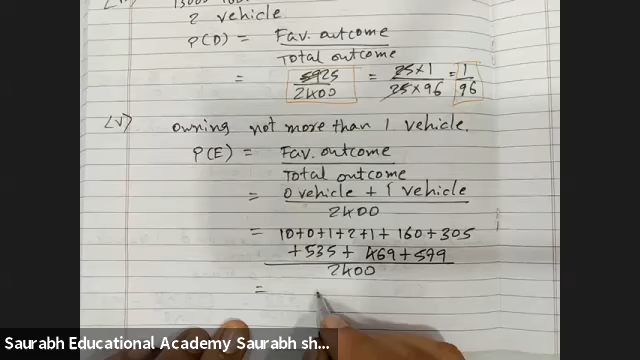 2 vehicle
P(D) = Fav. outcome
Total outcome
= 25 / 2400 = 25×1 / 25×96 = 1 / 96
(V) owning not more than 1 vehicle.
P(E) = Fav. outcome
Total outcome
= 0 vehicle + 1 vehicle
2400
= 10+0+1+2+1+160+305
+535+469+599
2400
=
Saurabh Educational Academy Saurabh sh...